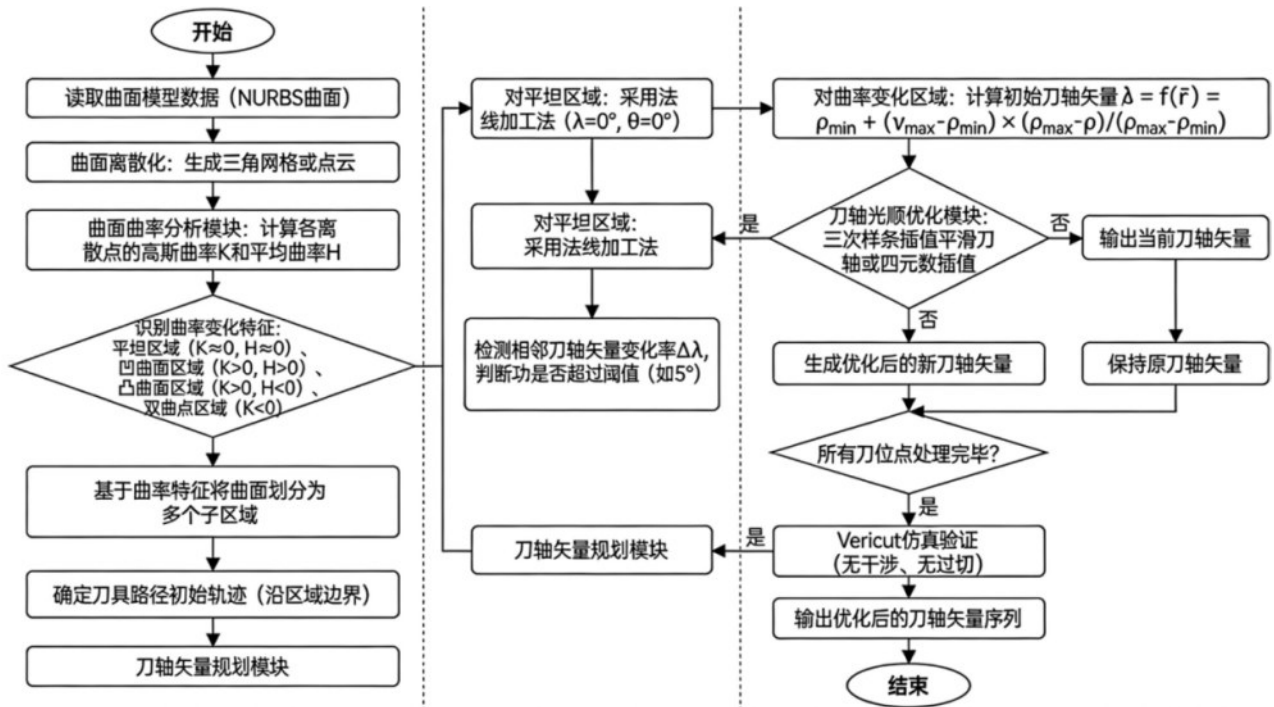 开始
读取曲面模型数据（NURBS曲面）
曲面离散化：生成三角网格或点云
曲面曲率分析模块：计算各离
散点的高斯曲率K和平均曲率H
识别曲率变化特征：
平坦区域（K≈0, H≈0）、
凹曲面区域（K>0, H>0）、
凸曲面区域（K>0, H<0）、
双曲点区域（K<0）
基于曲率特征将曲面划分为
多个子区域
确定刀具路径初始轨迹（沿区域边界）
刀轴矢量规划模块
对平坦区域：采用法
线加工法（λ=0°, θ=0°）
对平坦区域：
采用法线加工法
检测相邻刀轴矢量变化率Δλ,
判断功是否超过阈值（如5°）
刀轴矢量规划模块
对曲率变化区域：计算初始刀轴矢量 = f(r̄) =
ρmin + (vmax-ρmin) × (ρmax-ρ)/(ρmax-ρmin)
是
刀轴光顺优化模块：
三次样条插值平滑刀
轴或四元数插值
否
输出当前刀轴矢量
否
生成优化后的新刀轴矢量
保持原刀轴矢量
所有刀位点处理完毕？
是
是
Vericut仿真验证
（无干涉、无过切）
输出优化后的刀轴矢量序列
结束